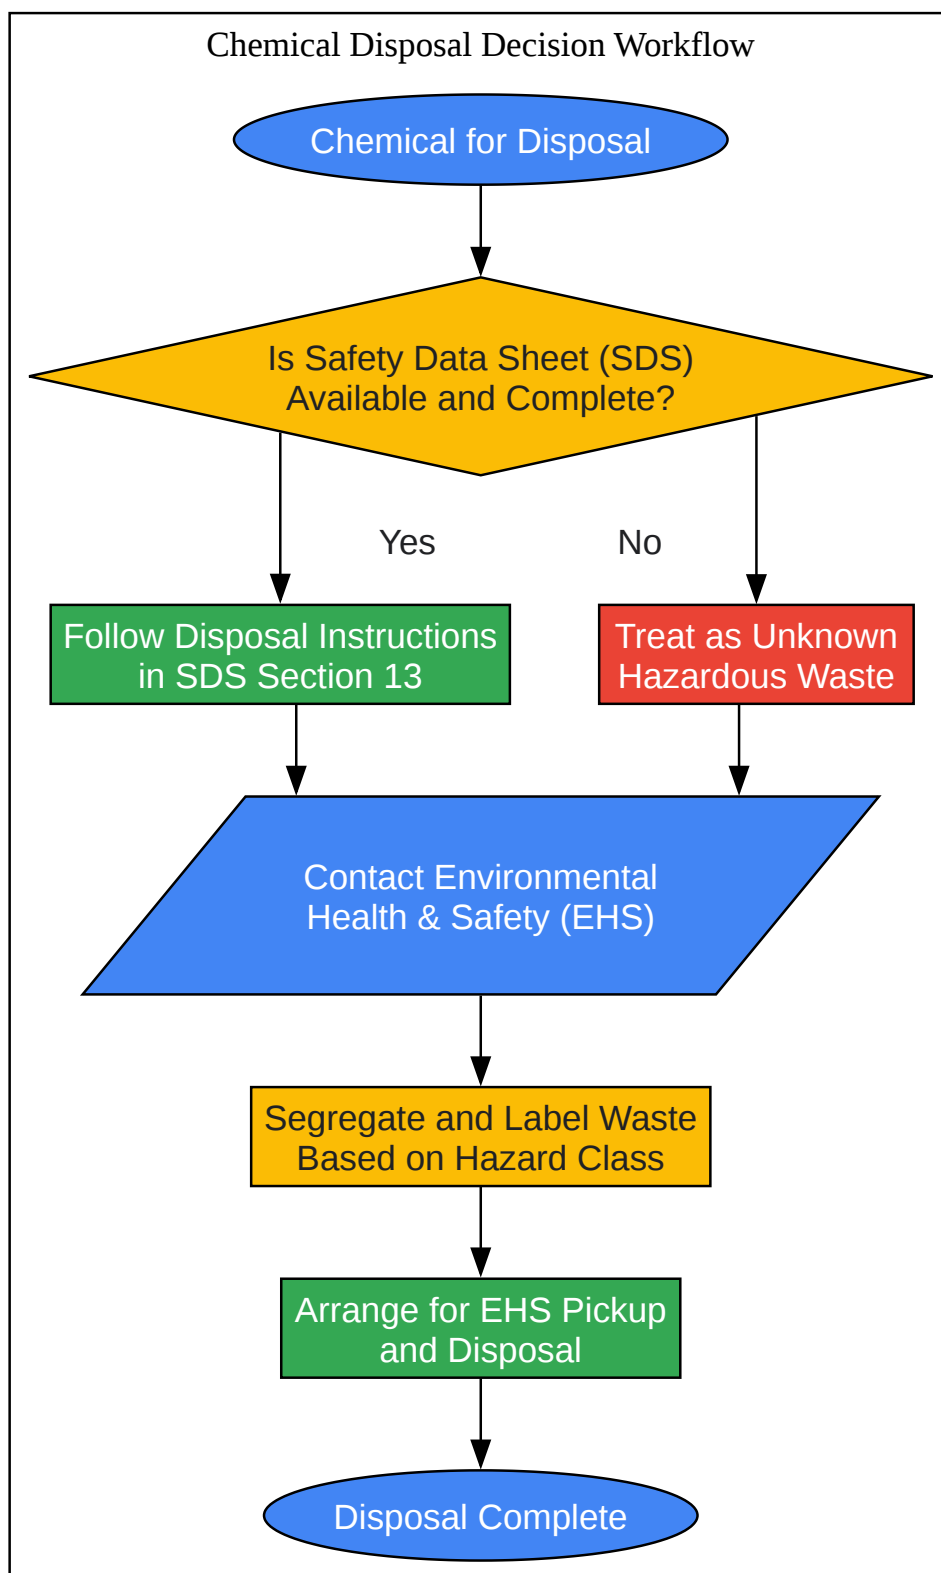 Chemical Disposal Decision Workflow
Chemical for Disposal
Is Safety Data Sheet (SDS)
Available and Complete?
Yes
No
Follow Disposal Instructions
in SDS Section 13
Treat as Unknown
Hazardous Waste
Contact Environmental
Health & Safety (EHS)
Segregate and Label Waste
Based on Hazard Class
Arrange for EHS Pickup
and Disposal
Disposal Complete